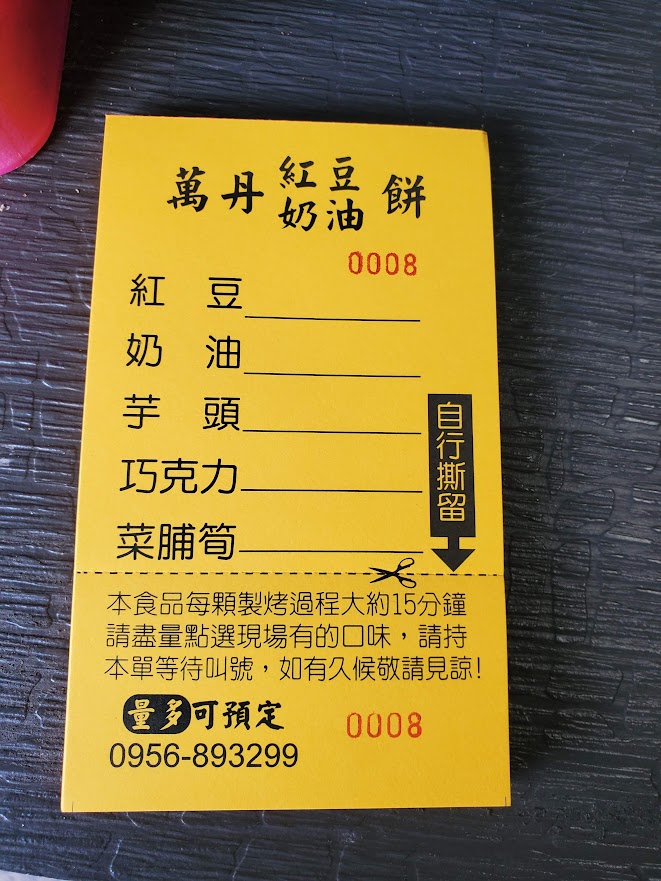 萬丹紅豆奶油餅
0008
紅豆
奶油
芋頭
巧克力
菜脯筍
自行撕留
本食品每顆製烤過程大約15分鐘
請盡量點選現場有的口味，請持
本單等待叫號，如有久候敬請見諒!
量多可預定
0008
0956-893299